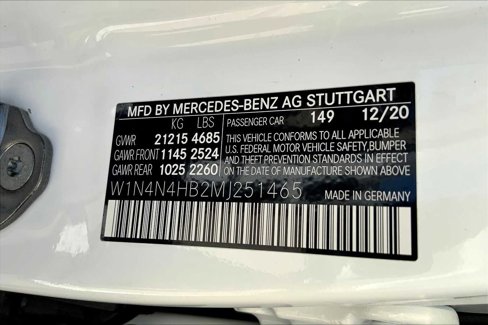 MFD BY MERCEDES-BENZ AG STUTTGART
KG LBS
GVWR 2125 4685
GAWR FRONT 1145 2524
GAWR REAR 1025 2260
PASSENGER CAR 149 12/20
THIS VEHICLE CONFORMS TO ALL APPLICABLE
U.S. FEDERAL MOTOR VEHICLE SAFETY, BUMPER
AND THEFT PREVENTION STANDARDS IN EFFECT
ON THE DATE OF MANUFACTURE SHOWN ABOVE.
W1N4N4HB2MJ251465
MADE IN GERMANY